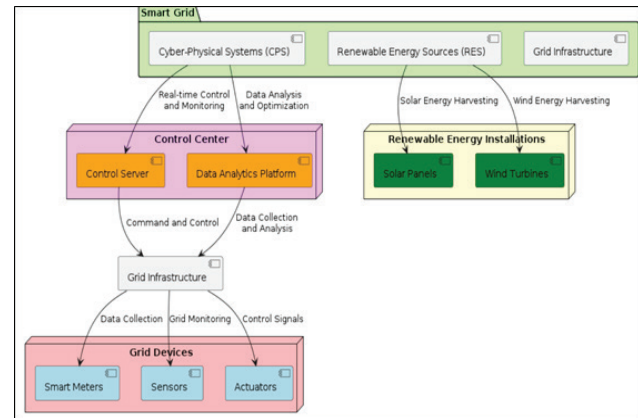 Smart Grid
Cyber-Physical Systems (CPS)
Renewable Energy Sources (RES)
Grid Infrastructure
Real-time Control
and Monitoring
Data Analysis
and Optimization
Solar Energy Harvesting
Wind Energy Harvesting
Control Center
Renewable Energy Installations
Control Server
Data Analytics Platform
Solar Panels
Wind Turbines
Command and Control
Data Collection
and Analysis
Grid Infrastructure
Data Collection
Grid Monitoring
Control Signals
Grid Devices
Smart Meters
Sensors
Actuators